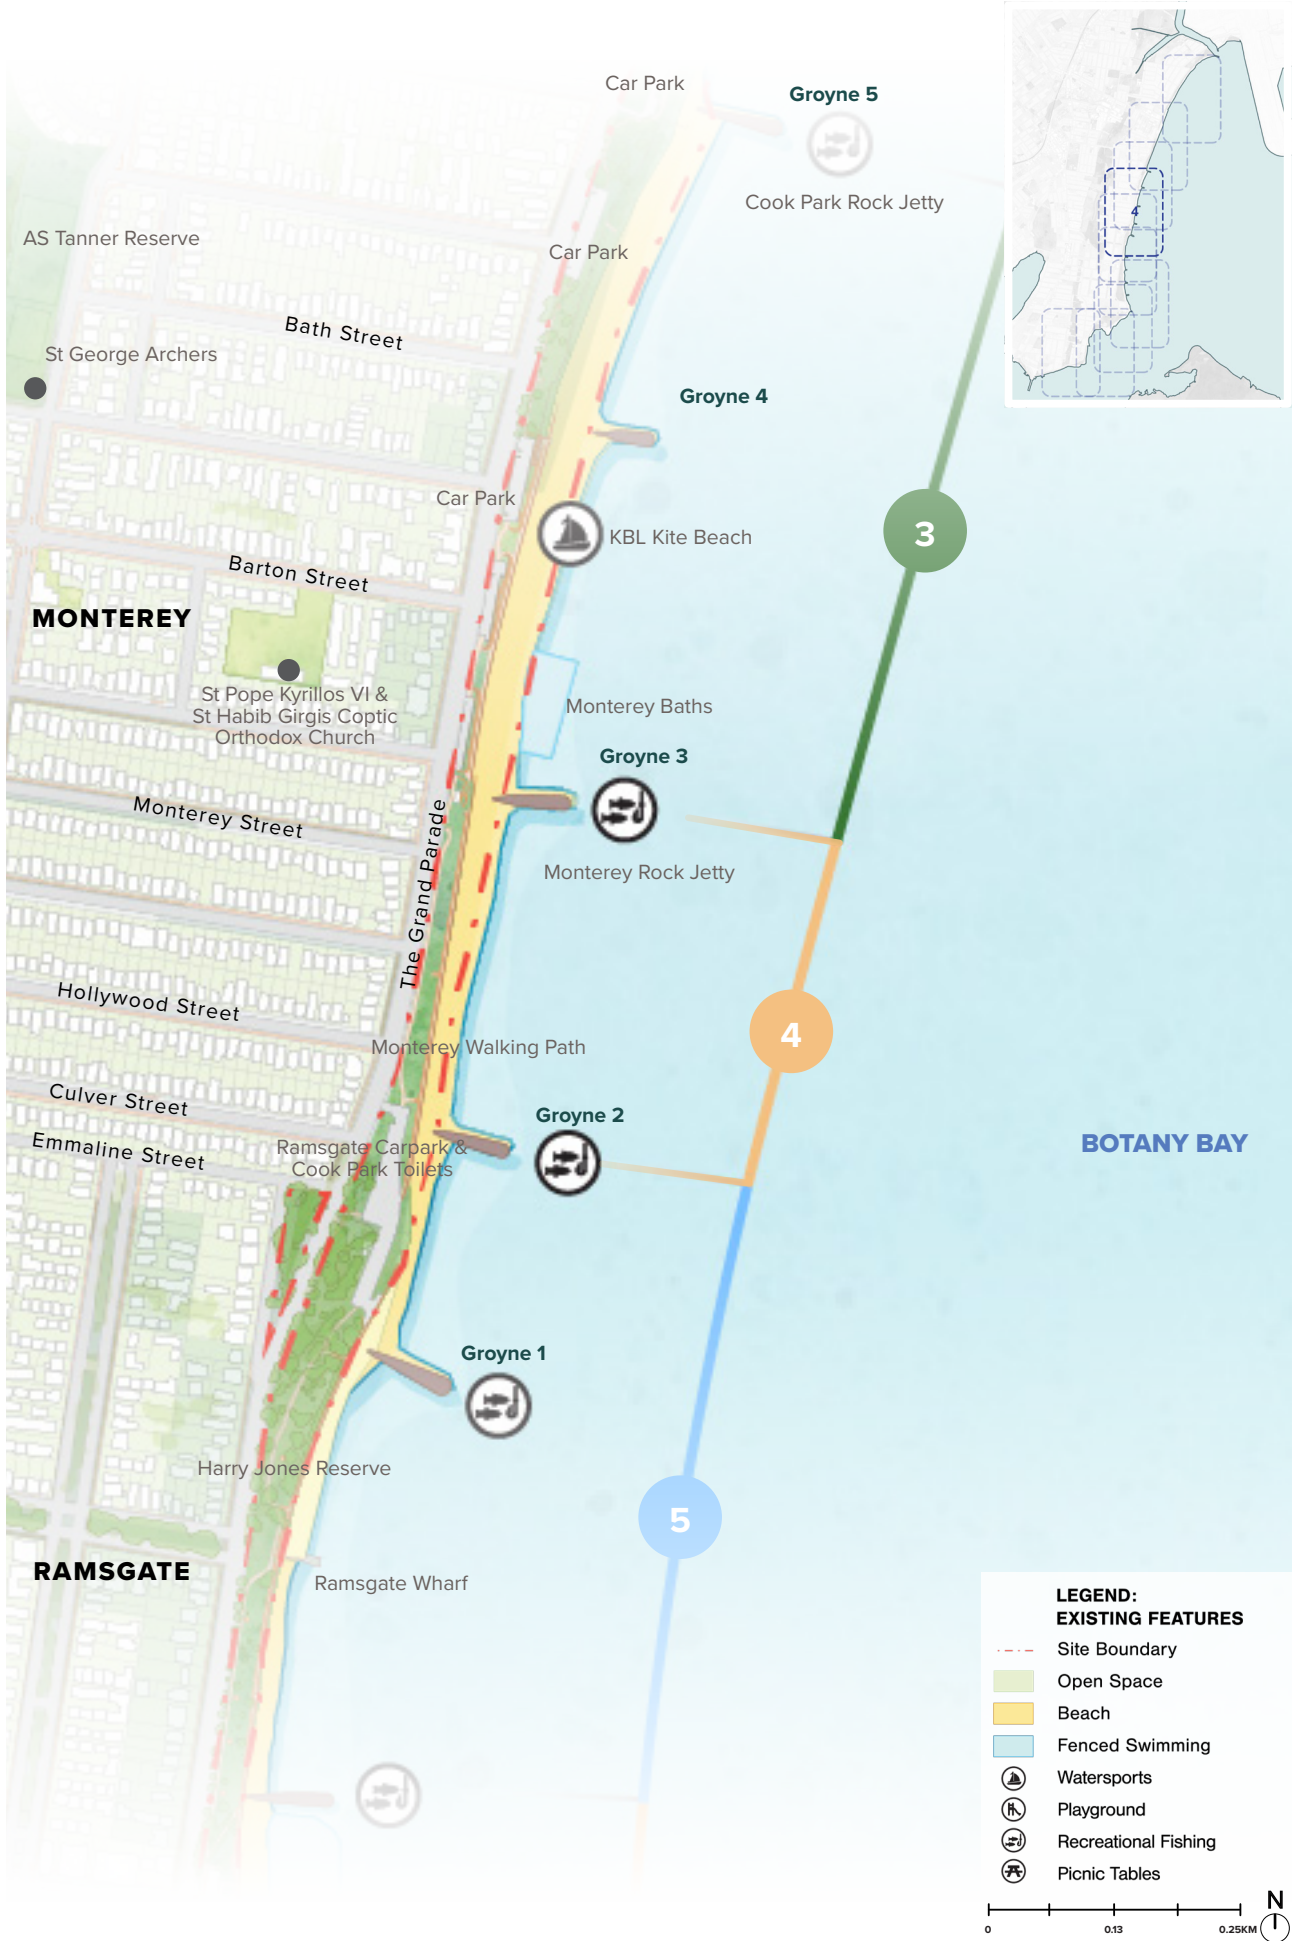 Car Park
Groyne 5
Cook Park Rock Jetty
4
AS Tanner Reserve
Car Park
Bath Street
St George Archers
Groyne 4
Car Park
KBL Kite Beach
3
Barton Street
MONTEREY
St Pope Kyrillos VI &
St Habib Girgis Coptic
Orthodox Church
Monterey Baths
Groyne 3
Monterey Street
The Grand Parade
Monterey Rock Jetty
Hollywood Street
4
Monterey Walking Path
Culver Street
Groyne 2
Emmaline Street
Ramsgate Carpark &
Cook Park Toilets
BOTANY BAY
Groyne 1
Harry Jones Reserve
5
RAMSGATE
Ramsgate Wharf
LEGEND:
EXISTING FEATURES
Site Boundary
Open Space
Beach
Fenced Swimming
Watersports
Playground
Recreational Fishing
Picnic Tables
N
0 0.13 0.25KM